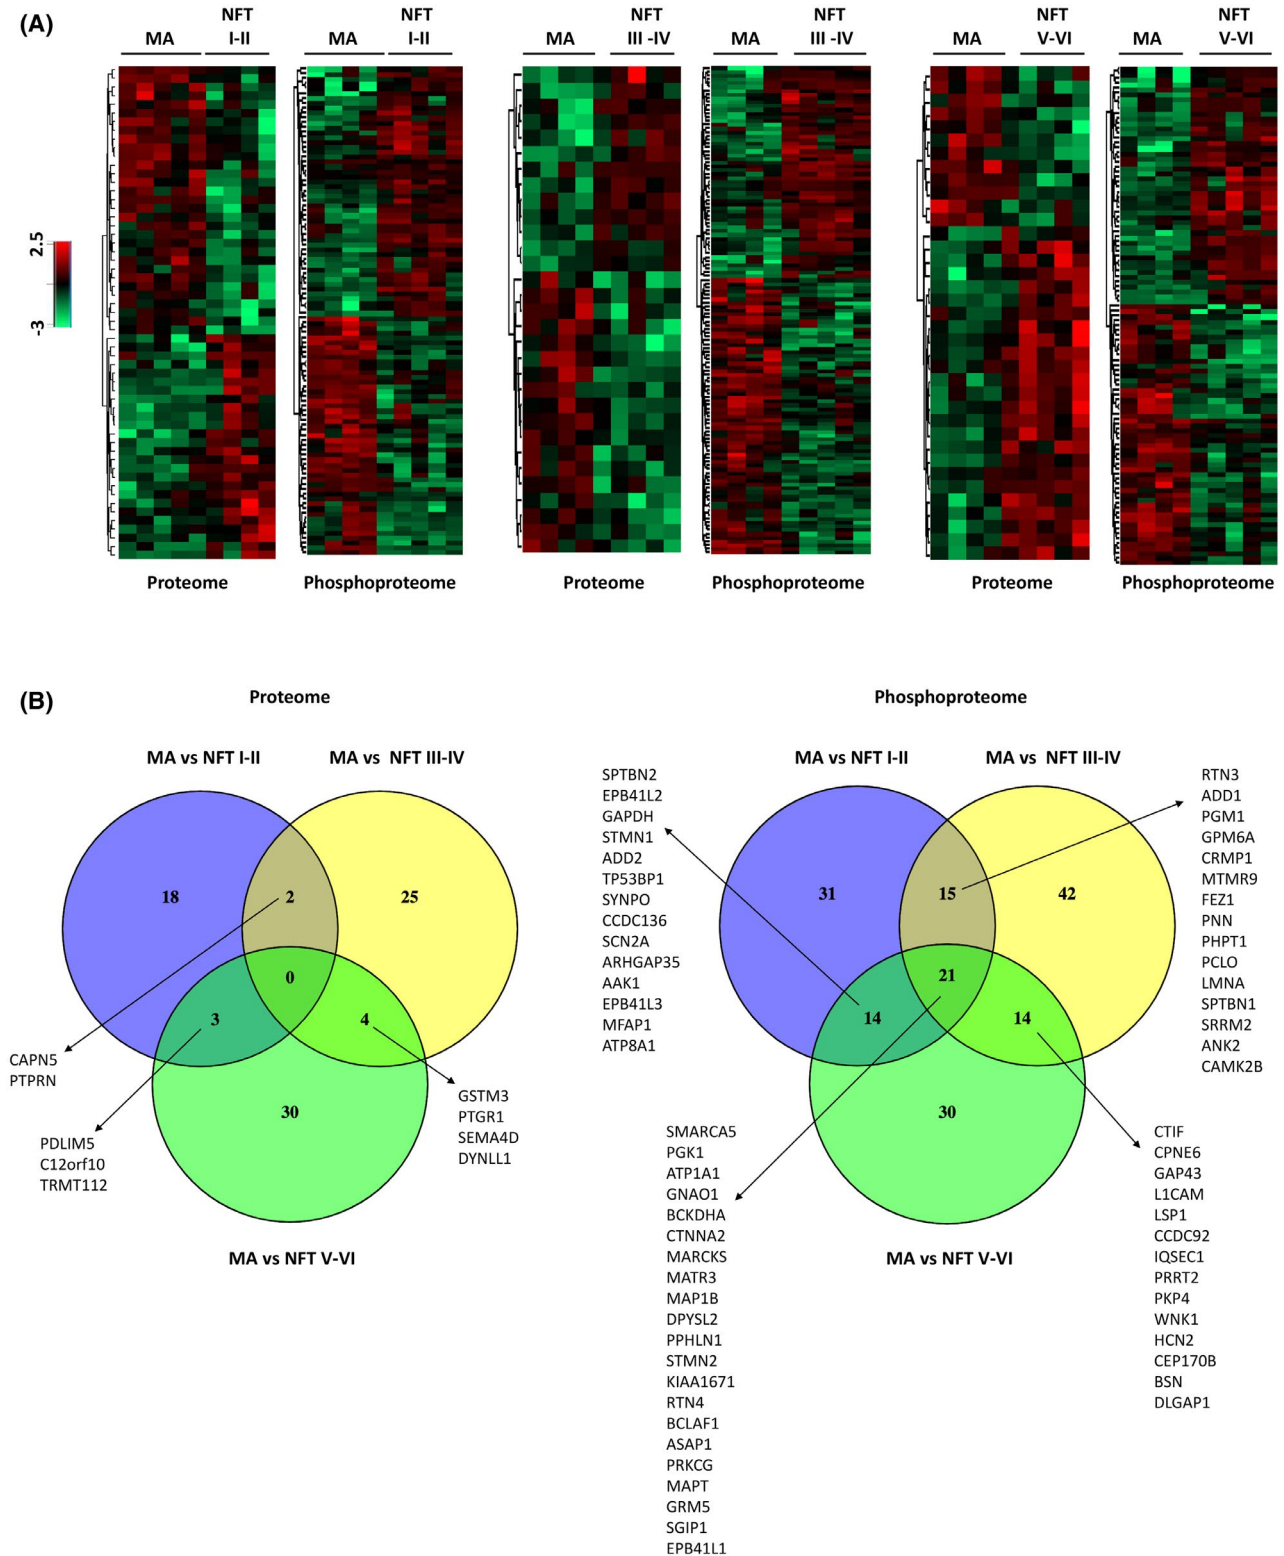 (A)
MA
NFT
I-II
MA
NFT
I-II
MA
NFT
III -IV
MA
NFT
III -IV
MA
NFT
V-VI
MA
NFT
V-VI
2.5
-3
Proteome
Phosphoproteome
Proteome
Phosphoproteome
Proteome
Phosphoproteome
(B)
Proteome
MA vs NFT I-II
MA vs  NFT III-IV
18
2
25
0
3
4
30
CAPN5
PTPRN
PDLIM5
C12orf10
TRMT112
GSTM3
PTGR1
SEMA4D
DYNLL1
MA vs NFT V-VI
Phosphoproteome
MA vs NFT I-II
MA vs  NFT III-IV
SPTBN2
EPB41L2
GAPDH
STMN1
ADD2
TP53BP1
SYNPO
CCDC136
SCN2A
ARHGAP35
AAK1
EPB41L3
MFAP1
ATP8A1
31
15
42
21
14
14
30
RTN3
ADD1
PGM1
GPM6A
CRMP1
MTMR9
FEZ1
PNN
PHPT1
PCLO
LMNA
SPTBN1
SRRM2
ANK2
CAMK2B
SMARCA5
PGK1
ATP1A1
GNAO1
BCKDHA
CTNNA2
MARCKS
MATR3
MAP1B
DPYSL2
PPHLN1
STMN2
KIAA1671
RTN4
BCLAF1
ASAP1
PRKCG
MAPT
GRM5
SGIP1
EPB41L1
MA vs NFT V-VI
CTIF
CPNE6
GAP43
L1CAM
LSP1
CCDC92
IQSEC1
PRRT2
PKP4
WNK1
HCN2
CEP170B
BSN
DLGAP1